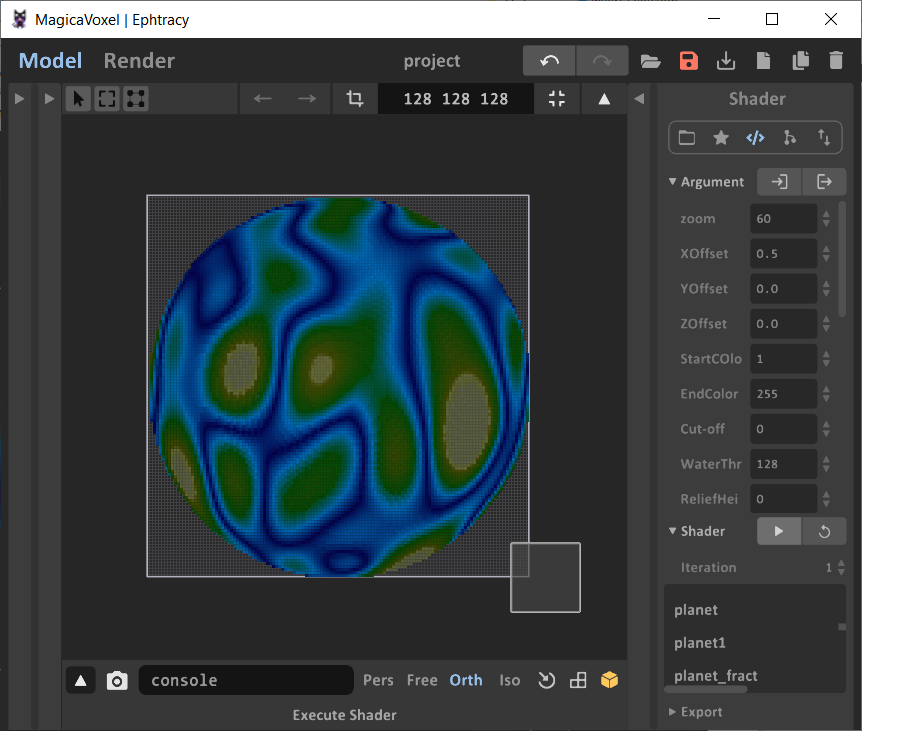 MagicaVoxel | Ephtracy
Model Render project
128 128 128
Shader
Argument
zoom 60
XOffset 0.5
YOffset 0.0
ZOffset 0.0
StartCOlo 1
EndColor 255
Cut-off 0
WaterThr 128
ReliefHei 0
Shader
Iteration 1
planet
planet1
planet_fract
Export
console Pers Free Orth Iso
Execute Shader